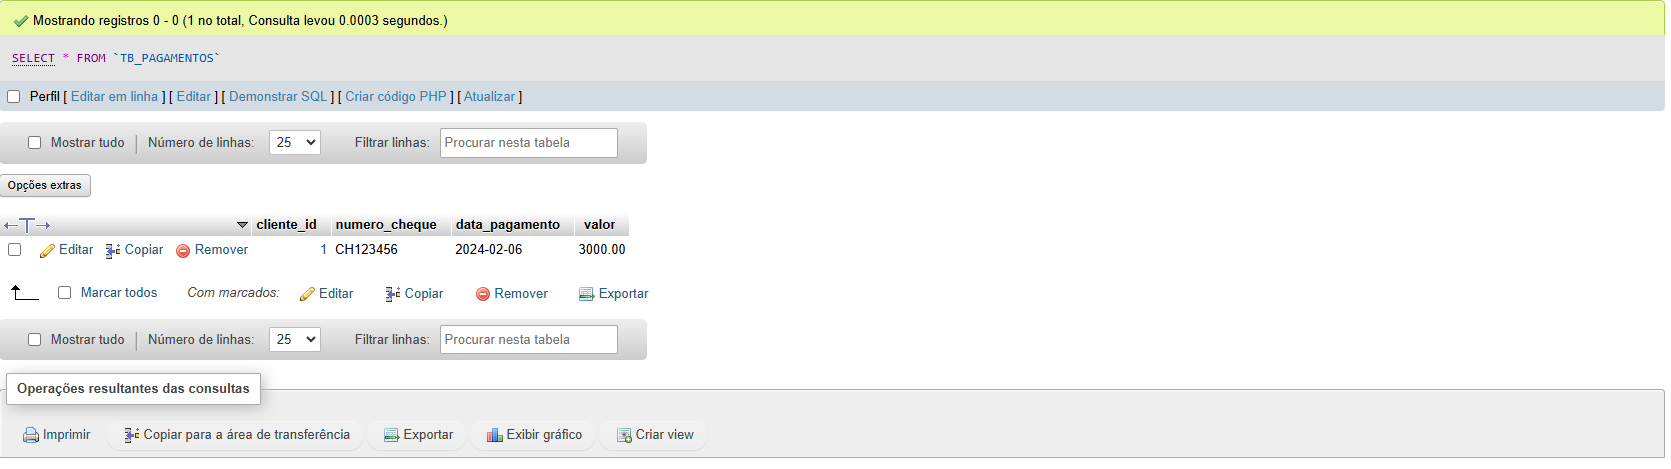 Mostrando registros 0 - 0 (1 no total, Consulta levou 0.0003 segundos.)
SELECT * FROM `TB_PAGAMENTOS`
Perfil [ Editar em linha ] [ Editar ] [ Demonstrar SQL ] [ Criar código PHP ] [ Atualizar ]
Mostrar tudo | Número de linhas: 25 Filtrar linhas: Procurar nesta tabela
Opções extras
←T→ cliente_id numero_cheque data_pagamento valor
Editar Copiar Remover 1 CH123456 2024-02-06 3000.00
Marcar todos Com marcados: Editar Copiar Remover Exportar
Mostrar tudo | Número de linhas: 25 Filtrar linhas: Procurar nesta tabela
Operações resultantes das consultas
Imprimir Copiar para a área de transferência Exportar Exibir gráfico Criar view